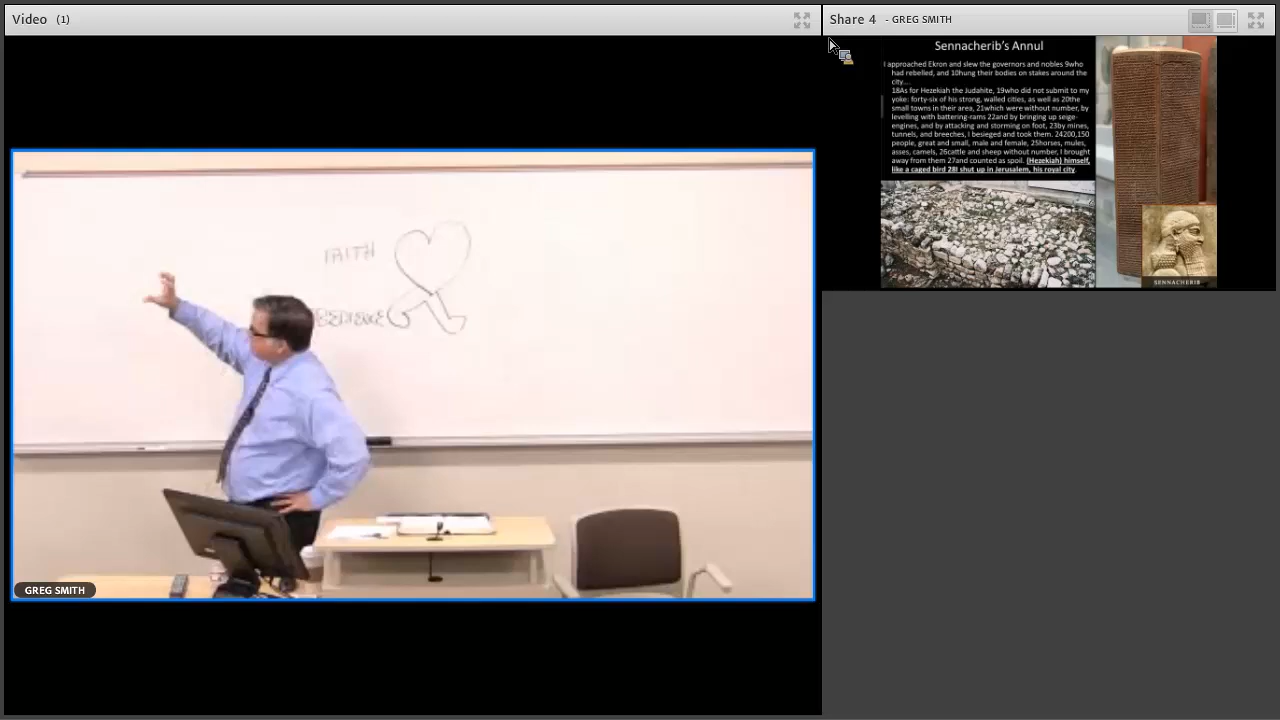 Video (1)
Share 4 - GREG SMITH
Sennacherib's Annul
I approached Ekron and slew the governors and nobles 9who
had rebelled, and 10hung their bodies on stakes around the
city....
18As for Hezekiah the Judahite, 19who did not submit to my
yoke: forty-six of his strong, walled cities, as well as 20the
small towns in their area, 21which were without number, by
levelling with battering-rams 22and by bringing up seige-
engines, and by attacking and storming on foot, 23by mines,
tunnels, and breeches, I besieged and took them. 24200,150
people, great and small, male and female, 25horses, mules,
asses, camels, 26cattle and sheep without number, I brought
away from them 27and counted as spoil. (Hezekiah) himself,
like a caged bird 28I shut up in Jerusalem, his royal city
SENNACHERIB
FAITH
GREG SMITH